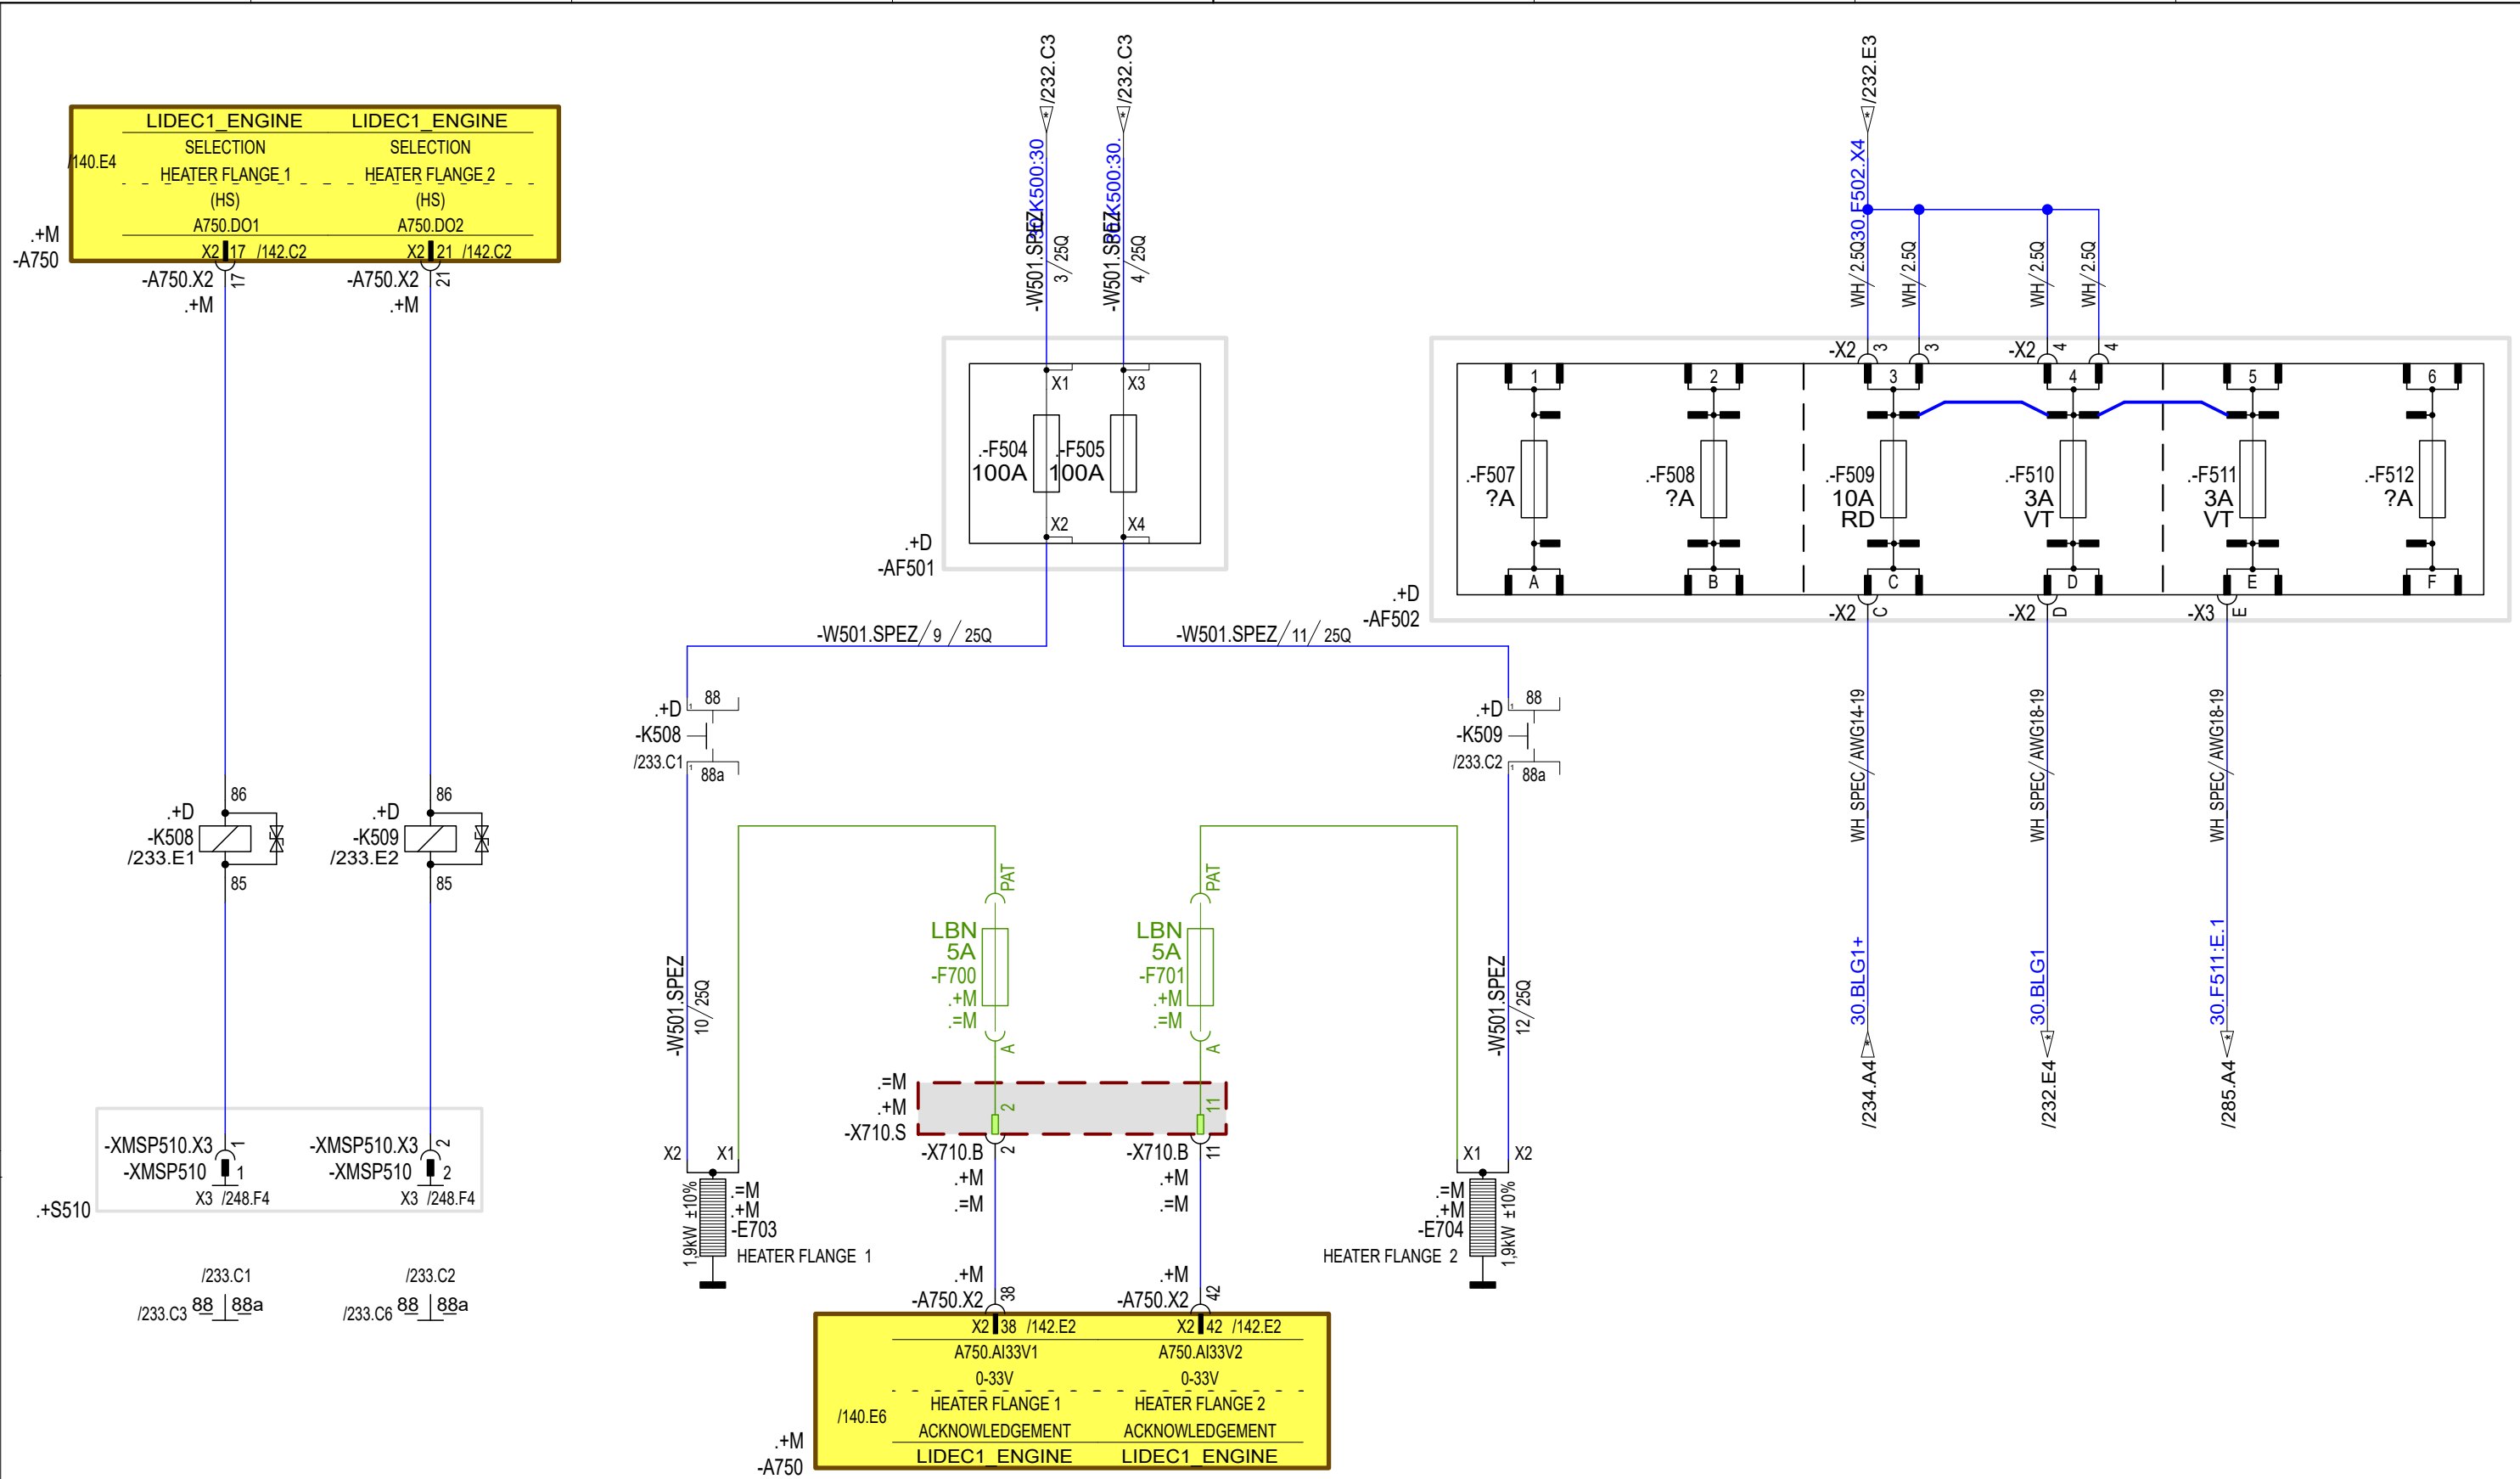 LIDEC1_ENGINE LIDEC1_ENGINE
SELECTION SELECTION
/140.E4
HEATER FLANGE 1 HEATER FLANGE 2
(HS) (HS)
A750.DO1 A750.DO2
.+M
X2 17 /142.C2 X2 21 /142.C2
-A750
-A750.X2 17 -A750.X2 21
.+M .+M
86 86
.+D .+D
-K508 -K509
/233.E1 /233.E2
85 85
-XMSP510.X3 1 -XMSP510.X3 2
-XMSP510 1 -XMSP510 2
X3 /248.F4 X3 /248.F4
.+S510
/233.C1 /233.C2
/233.C3 88 88a /233.C6 88 88a
/232.C3 /232.C3
* *
30.K500:30 30.K500:30.
-W501.SPEZ -W501.SPEZ
3/25Q 4/25Q
X1 X3
.-F504 .-F505
100A 100A
X2 X4
.+D
-AF501
-W501.SPEZ/9/25Q -W501.SPEZ/11/25Q
88 88
.+D 1 .+D 1
-K508 -K509
/233.C1 1 88a /233.C2 1 88a
PAT PAT
LBN LBN
5A 5A
-F700 -F701
.+M .+M
.=M .=M
A A
-W501.SPEZ -W501.SPEZ
10/25Q 12/25Q
.=M
.+M 2 11
-X710.S
-X710.B 2 -X710.B 11
.+M .+M
.=M .=M
X2 X1 X1 X2
1,9kW ±10% 1,9kW ±10%
.=M .=M
.+M .+M
-E703 -E704
HEATER FLANGE 1 HEATER FLANGE 2
.+M .+M
-A750.X2 38 -A750.X2 42
X2 38 /142.E2 X2 42 /142.E2
A750.AI33V1 A750.AI33V2
0-33V 0-33V
HEATER FLANGE 1 HEATER FLANGE 2
/140.E6
ACKNOWLEDGEMENT ACKNOWLEDGEMENT
.+M
LIDEC1_ENGINE LIDEC1_ENGINE
-A750
/232.E3
*
30.F502.X4
WH/2.5Q WH/2.5Q WH/2.5Q WH/2.5Q
-X2 3 3 -X2 4 4
1 2 3 4 5 6
.-F507 .-F508 .-F509 .-F510 .-F511 .-F512
?A ?A 10A 3A 3A ?A
RD VT VT
A B C D E F
.+D
-AF502
-X2 C -X2 D -X3 E
WH SPEC/AWG14-19 WH SPEC/AWG18-19 WH SPEC/AWG18-19
30.BLG1+ 30.BLG1 30.F511:E.1
* * *
/234.A4 /232.E4 /285.A4